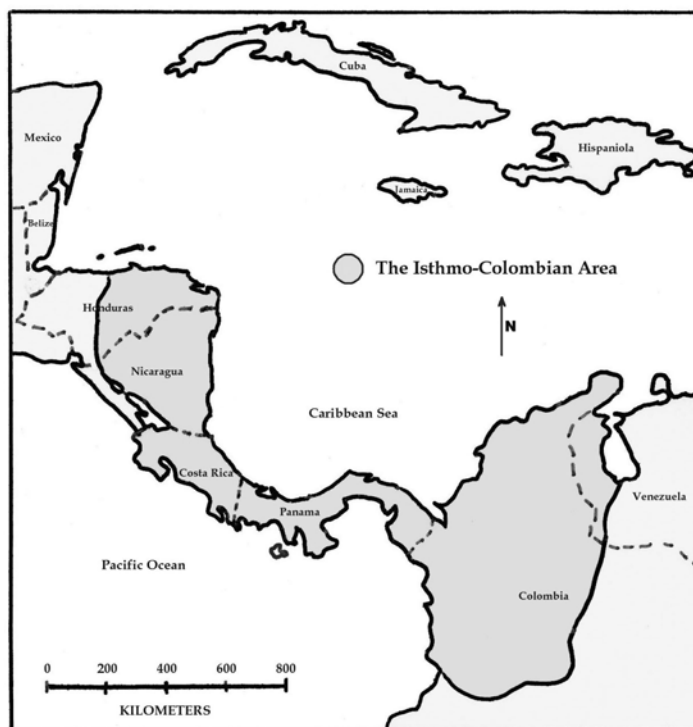 Cuba
Mexico
Hispaniola
Jamaica
Belize
The Isthmo-Colombian Area
Honduras
N
Nicaragua
Caribbean Sea
Costa Rica
Venezuela
Panama
Pacific Ocean
Colombia
0 200 400 600 800
KILOMETERS